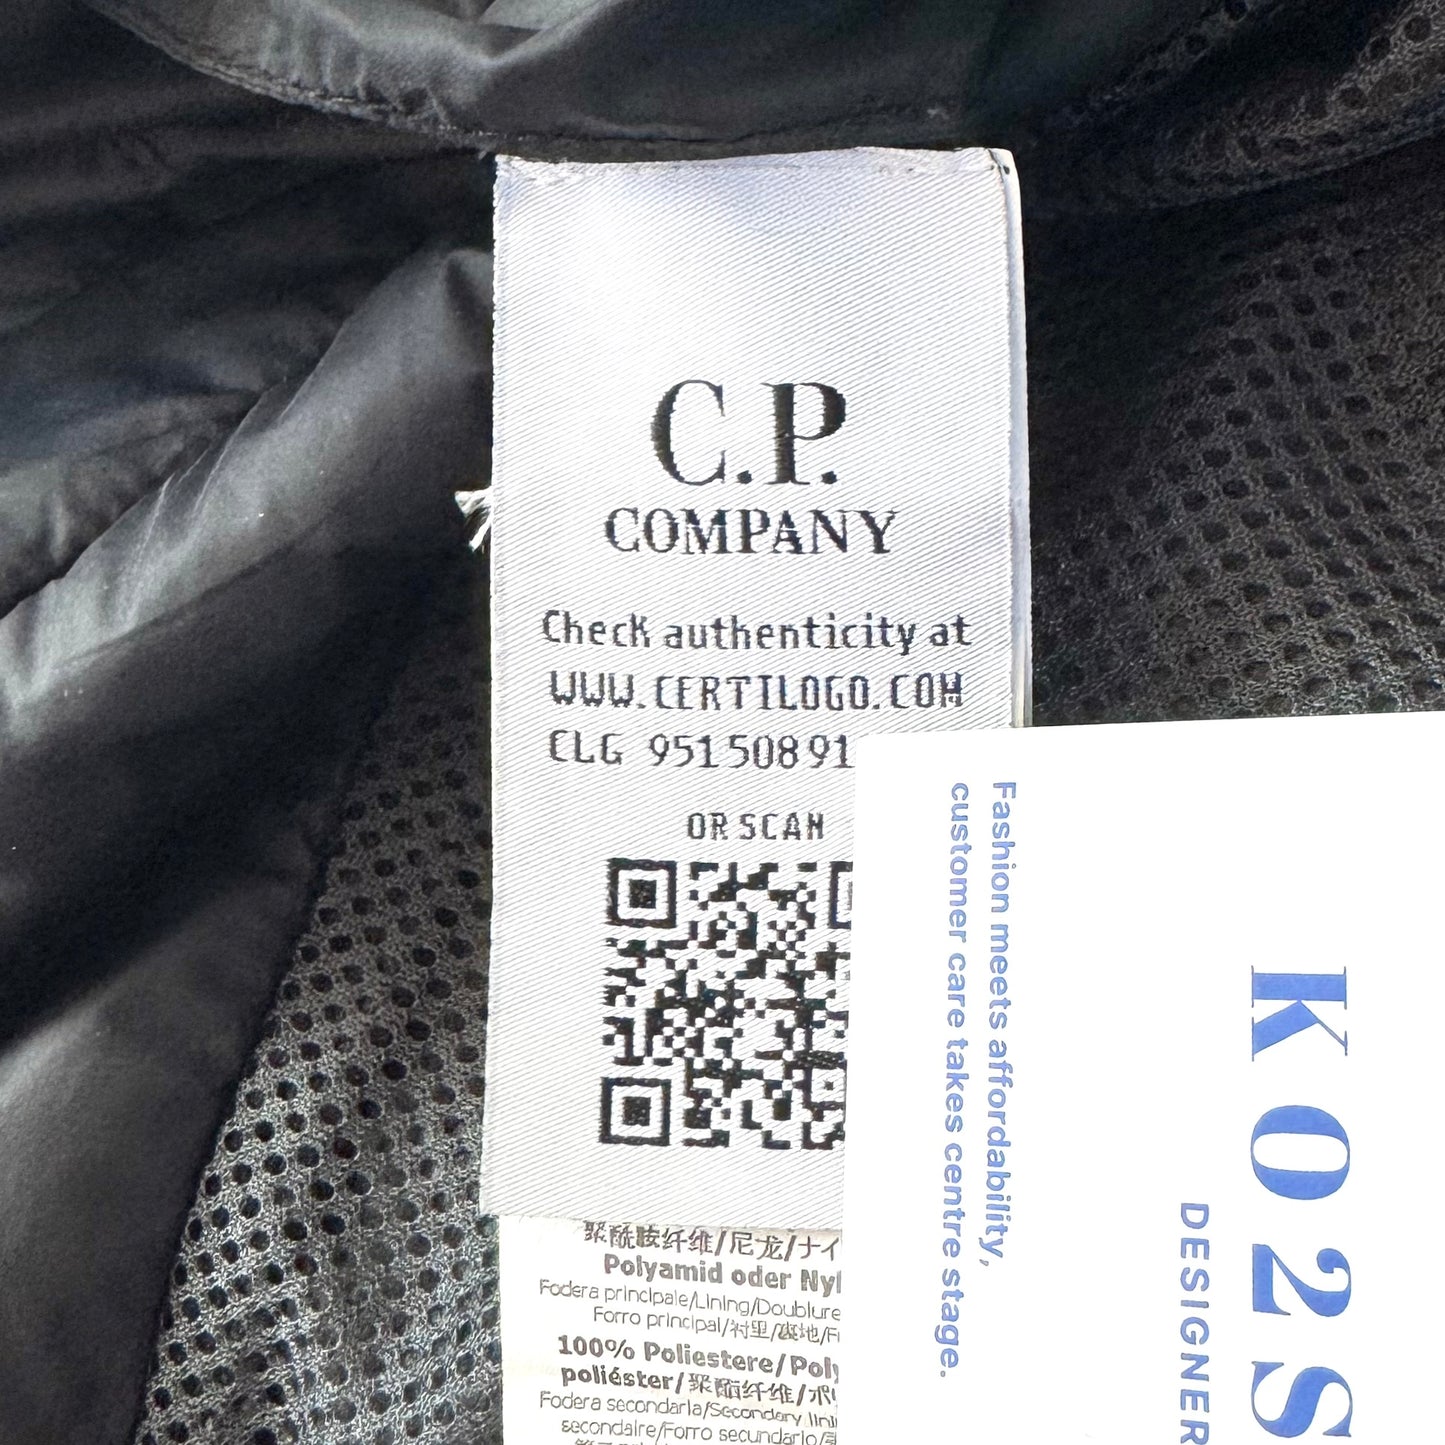 C.P.
COMPANY
Check authenticity at
WWW.CERTILOGO.COM
CLG 951508 91
OR SCAN
聚酰胺纤维/尼龙/ナイ
Polyamid oder Nyl
Fodera principale/Lining/Doublure
Forro principal/衬里/裏地/Fi
100% Poliestere/Poly
poliéster/聚酯纤维/ポリ
Fodera secondaria/Secondary lini
secondaire/Forro secundario/
Fashion meets affordability,
customer care takes centre stage.
KO2S
DESIGNER